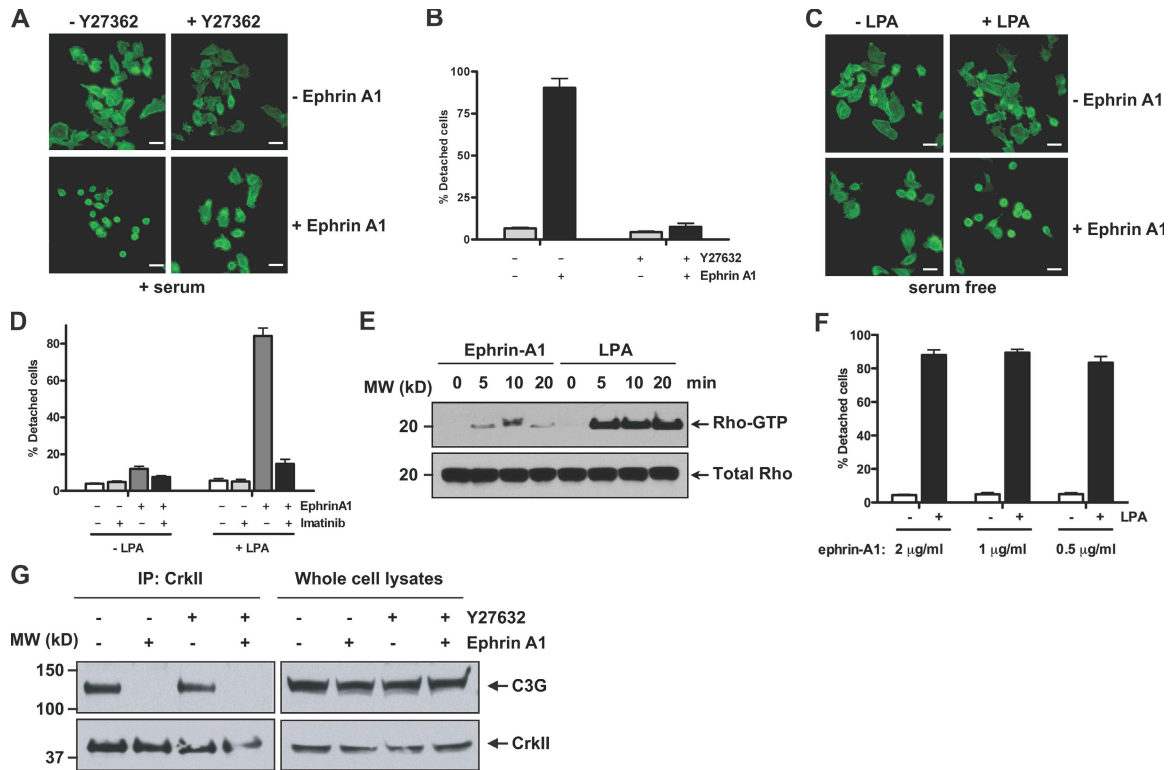 A
- Y27362
+ Y27362
- Ephrin A1
+ Ephrin A1
+ serum
B
% Detached cells
100
75
50
25
0
– – + + Y27632
– + – + Ephrin A1
C
- LPA
+ LPA
- Ephrin A1
+ Ephrin A1
serum free
D
% Detached cells
80
60
40
20
0
– – + + – – + + EphrinA1
– + – + – + – + Imatinib
- LPA
+ LPA
E
Ephrin-A1
LPA
MW (kD)
0 5 10 20 0 5 10 20 min
20
Rho-GTP
20
Total Rho
F
% Detached cells
100
80
60
40
20
0
- + - + - + LPA
ephrin-A1: 2 μg/ml 1 μg/ml 0.5 μg/ml
G
IP: CrkII
Whole cell lysates
- - + + - - + + Y27632
MW (kD)
- + - + - + - + Ephrin A1
150
100
C3G
37
CrkII